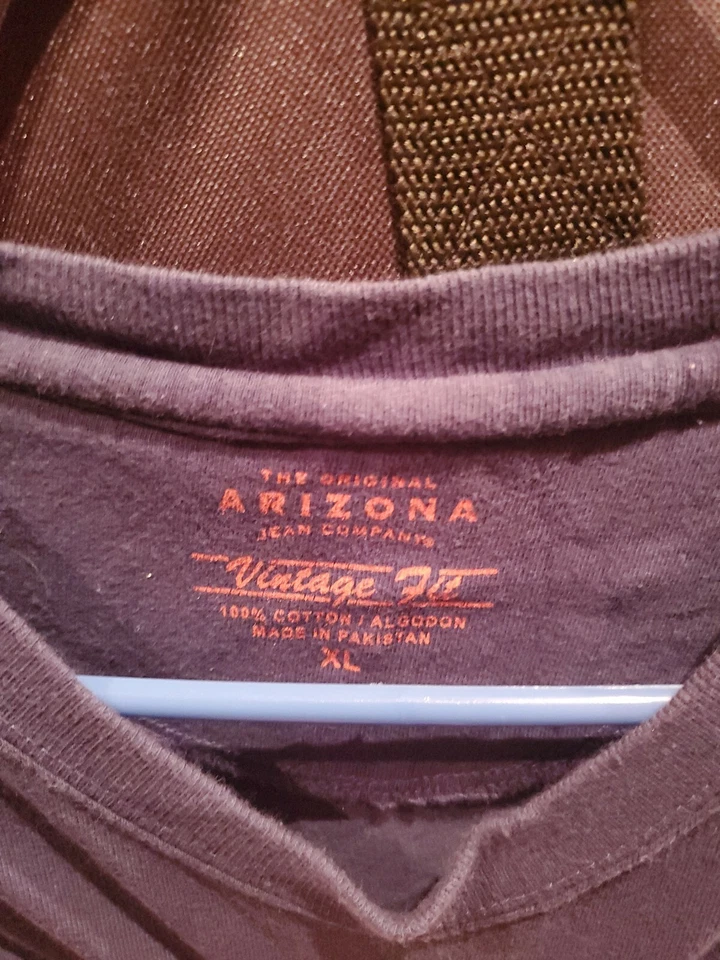 THE ORIGINAL
ARIZONA
JEAN COMPANY®
Vintage Fit
100% COTTON / ALGODON
MADE IN PAKISTAN
XL